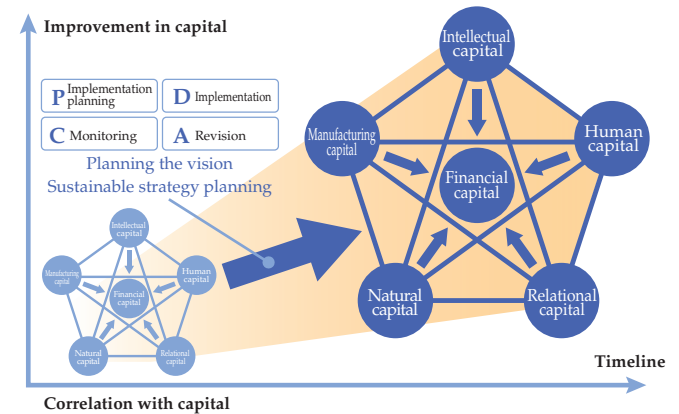 Improvement in capital
P Implementation
planning
D Implementation
C Monitoring
A Revision
Planning the vision
Sustainable strategy planning
Intellectual
capital
Manufacturing
capital
Human
capital
Financial
capital
Natural
capital
Relational
capital
Intellectual
capital
Manufacturing
capital
Human
capital
Financial
capital
Natural
capital
Relational
capital
Timeline
Correlation with capital